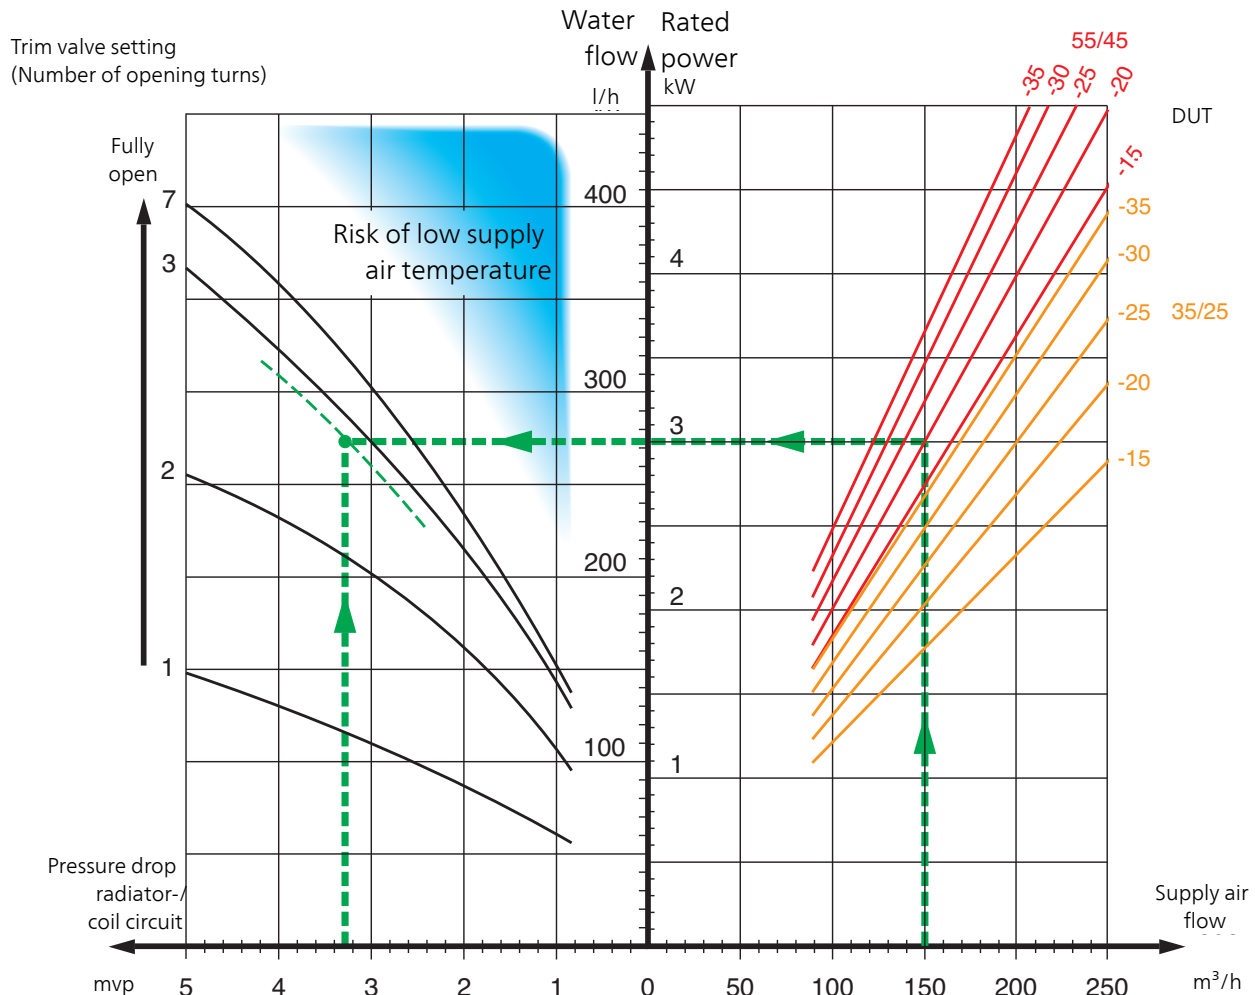 Water
flow
l/h
Rated
power
kW
Trim valve setting
(Number of opening turns)
Fully
open
7
3
2
1
Risk of low supply
air temperature
400
300
200
100
4
3
2
1
55/45
-35
-30
-25
-20
-15
DUT
-35
-30
-25
35/25
-20
-15
Pressure drop
radiator-/
coil circuit
Supply air
flow
mvp
5
4
3
2
1
0
50
100
150
200
250
m³/h